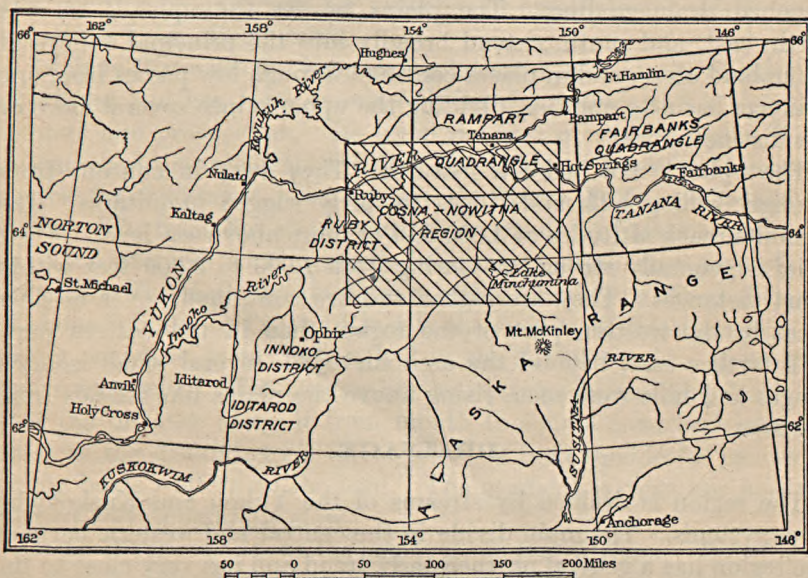 162° 158° 154° 150° 146°
66 66
Hughes
Koyukuk River
Ft. Hamlin
RAMPART
QUADRANGLE
Rampart
Tanana
FAIRBANKS
QUADRANGLE
RIVER
Hot Springs
Fairbanks
Nulato
Ruby
COSNA-NOWITNA
REGION
TANANA
RIVER
Kaltag
RUBY
DISTRICT
NORTON
SOUND
64° 64°
YUKON
Lake
Minchumina
Innoko River
St. Michael
Mt. McKinley
ALASKA RANGE
Ophir
INNOKO
DISTRICT
RIVER
Anvik
Iditarod
IDITAROD
DISTRICT
Holy Cross
62° 62°
SUSITNA
KUSKOKWIM
RIVER
Anchorage
162° 158° 154° 150° 146°
50 0 50 100 150 200 Miles